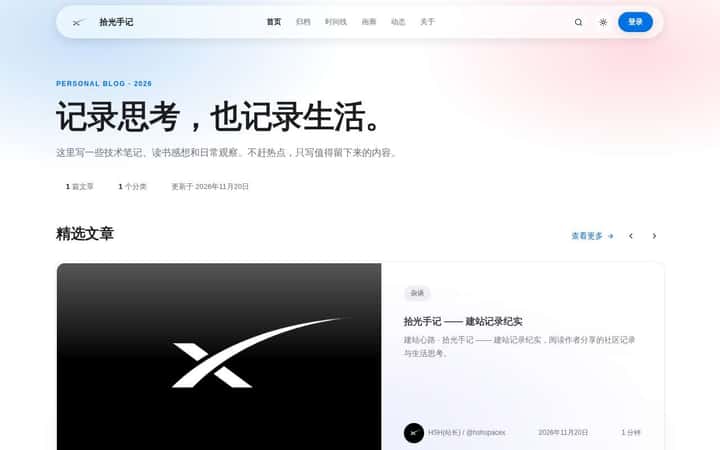 拾光手记
首页 归档 时间线 画廊 动态 关于
登录
PERSONAL BLOG · 2026
记录思考，也记录生活。
这里写一些技术笔记、读书感想和日常观察。不赶热点，只写值得留下来的内容。
1 篇文章 1 个分类 更新于 2026年11月20日
精选文章
查看更多 →
杂谈
拾光手记 —— 建站记录纪实
建站心路 · 拾光手记 —— 建站记录纪实，阅读作者分享的社区记录
与生活思考。
HSH(站长) / @hshspacex 2026年11月20日 1 分钟